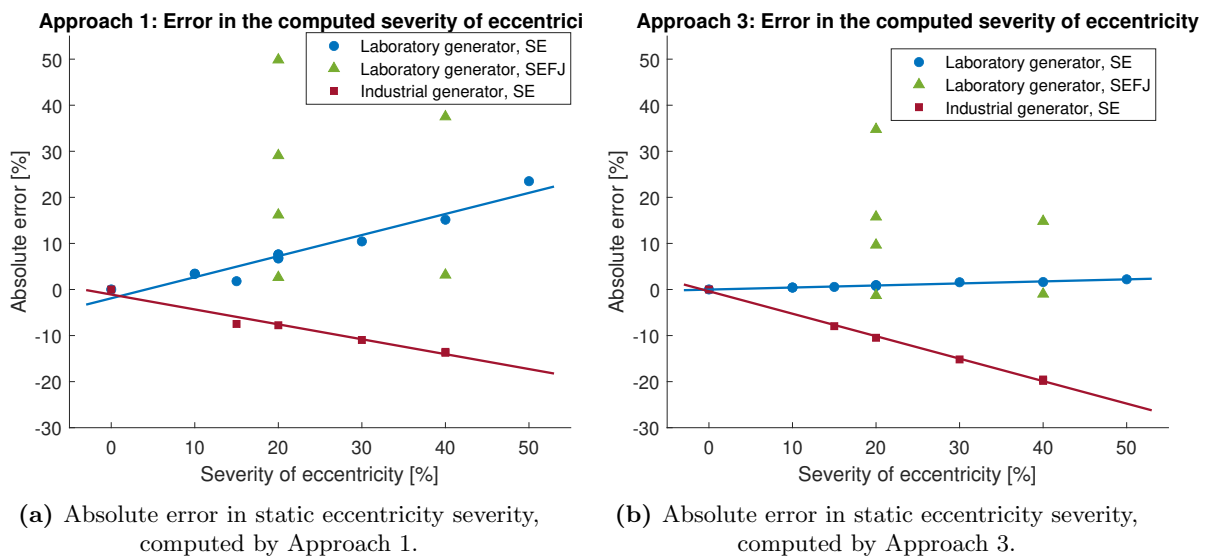 Approach 1: Error in the computed severity of eccentrici
50
40
30
20
10
0
-10
-20
-30
Absolute error [%]
Laboratory generator, SE
Laboratory generator, SEFJ
Industrial generator, SE
0 10 20 30 40 50
Severity of eccentricity [%]
(a) Absolute error in static eccentricity severity,
computed by Approach 1.
Approach 3: Error in the computed severity of eccentricity
50
40
30
20
10
0
-10
-20
-30
Absolute error [%]
Laboratory generator, SE
Laboratory generator, SEFJ
Industrial generator, SE
0 10 20 30 40 50
Severity of eccentricity [%]
(b) Absolute error in static eccentricity severity,
computed by Approach 3.